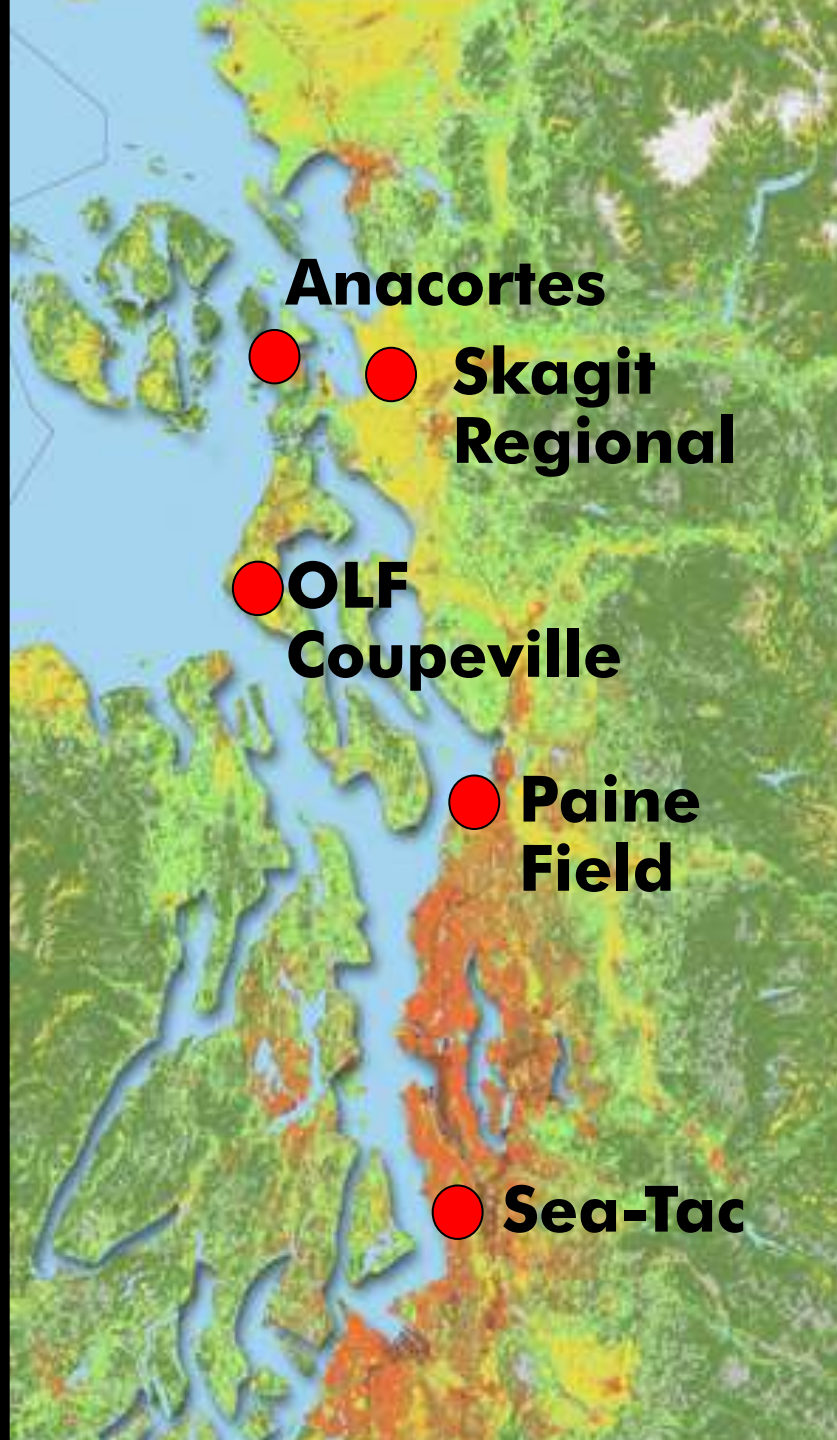 Anacortes
Skagit
Regional
OLF
Coupeville
Paine
Field
Sea-Tac